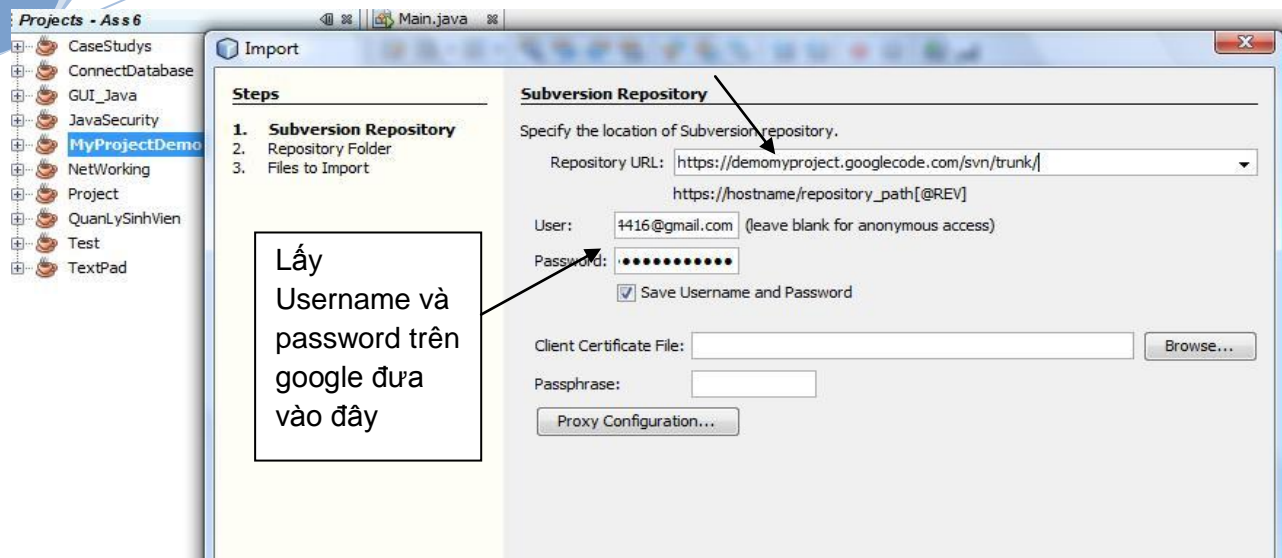 Projects - Ass6
Main.java
CaseStudys
ConnectDatabase
GUI_Java
JavaSecurity
MyProjectDemo
NetWorking
Project
QuanLySinhVien
Test
TextPad
Import
Steps
1. Subversion Repository
2. Repository Folder
3. Files to Import
Lấy
Username và
password trên
google đưa
vào đây
Subversion Repository
Specify the location of Subversion repository.
Repository URL: https://demomyproject.googlecode.com/svn/trunk/
https://hostname/repository_path[@REV]
User: 4416@gmail.com (leave blank for anonymous access)
Password: ●●●●●●●●●●●
Save Username and Password
Client Certificate File: Browse...
Passphrase:
Proxy Configuration...